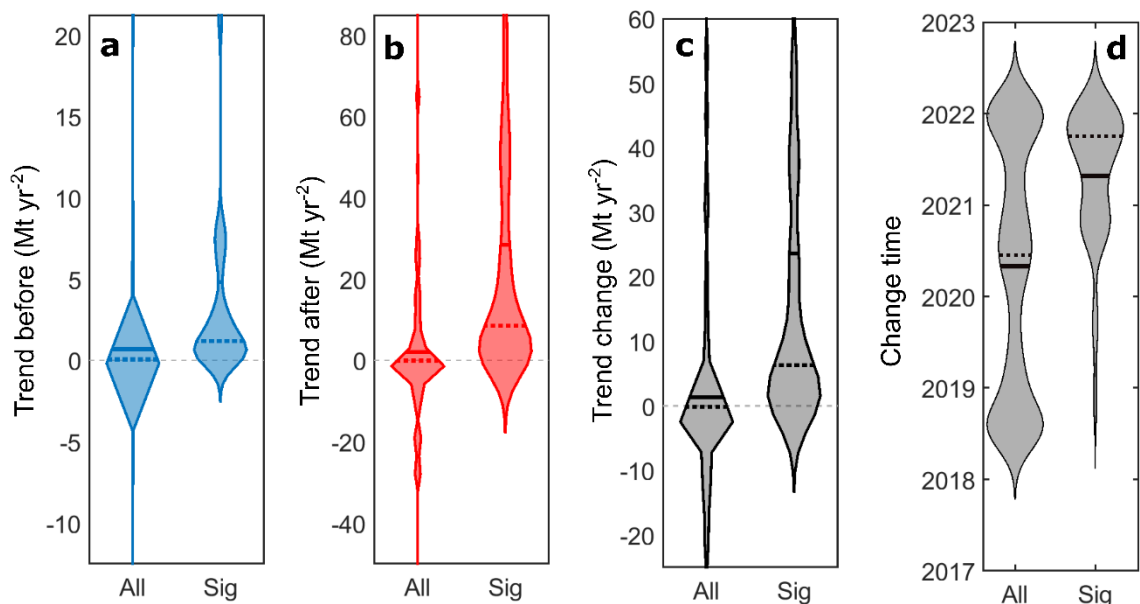 a
Trend before (Mt yr⁻²)
20
15
10
5
0
-5
-10
All Sig
b
Trend after (Mt yr⁻²)
80
60
40
20
0
-20
-40
All Sig
c
Trend change (Mt yr⁻²)
60
50
40
30
20
10
0
-10
-20
All Sig
d
Change time
2023
2022
2021
2020
2019
2018
2017
All Sig